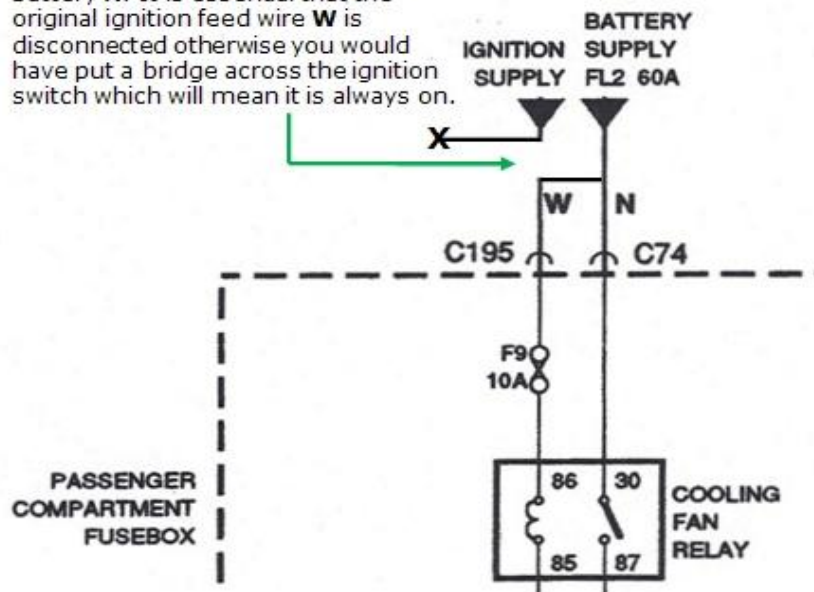 original ignition feed wire W is
disconnected otherwise you would
have put a bridge across the ignition
switch which will mean it is always on.
IGNITION
SUPPLY
BATTERY
SUPPLY
FL2 60A
X
W
N
C195
C74
F9
10A
PASSENGER
COMPARTMENT
FUSEBOX
86
30
85
87
COOLING
FAN
RELAY